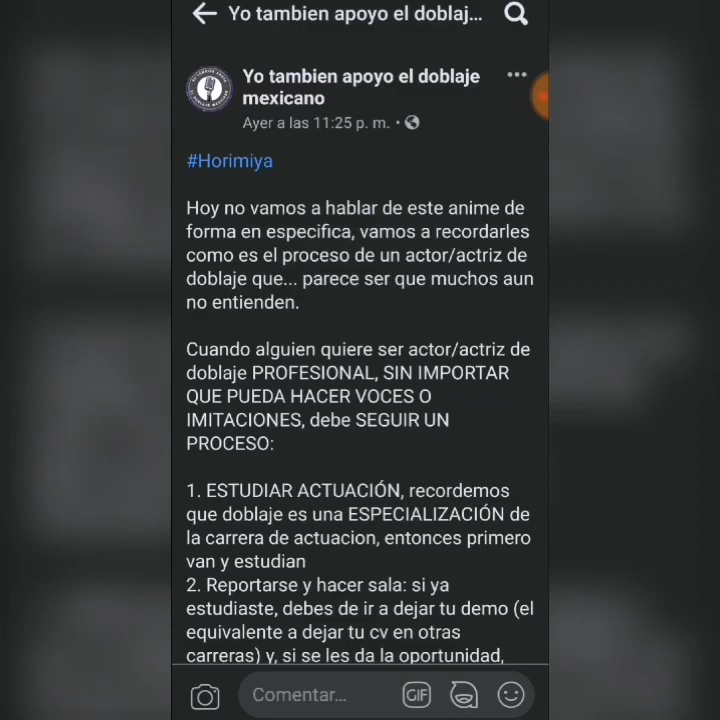 Yo tambien apoyo el doblaj...
Yo tambien apoyo el doblaje
mexicano
Ayer a las 11:25 p. m. •
#Horimiya
Hoy no vamos a hablar de este anime de
forma en especifica, vamos a recordarles
como es el proceso de un actor/actriz de
doblaje que... parece ser que muchos aun
no entienden.
Cuando alguien quiere ser actor/actriz de
doblaje PROFESIONAL, SIN IMPORTAR
QUE PUEDA HACER VOCES O
IMITACIONES, debe SEGUIR UN
PROCESO:
1. ESTUDIAR ACTUACIÓN, recordemos
que doblaje es una ESPECIALIZACIÓN de
la carrera de actuacion, entonces primero
van y estudian
2. Reportarse y hacer sala: si ya
estudiaste, debes de ir a dejar tu demo (el
equivalente a dejar tu cv en otras
carreras) y, si se les da la oportunidad,
Comentar...
GIF